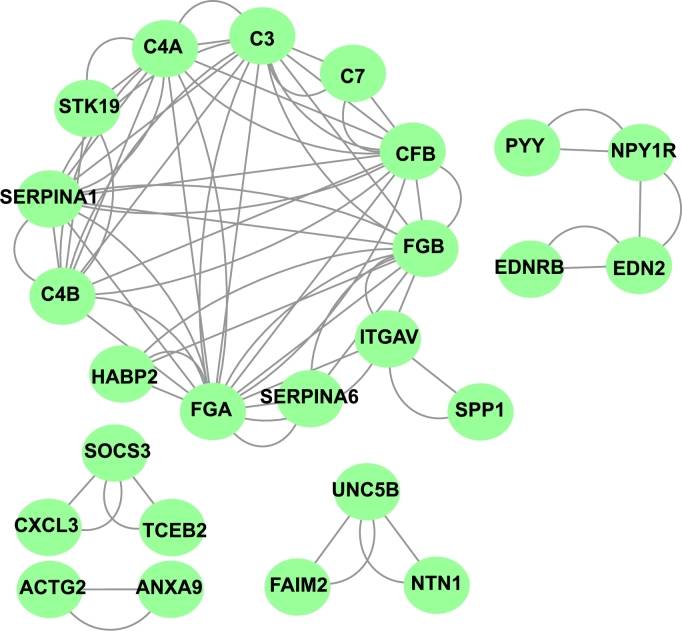 C4A
C3
C7
STK19
CFB
PYY
NPY1R
SERPINA1
FGB
EDNRB
EDN2
C4B
ITGAV
HABP2
SERPINA6
FGA
SPP1
SOCS3
UNC5B
CXCL3
TCEB2
ACTG2
ANXA9
FAIM2
NTN1